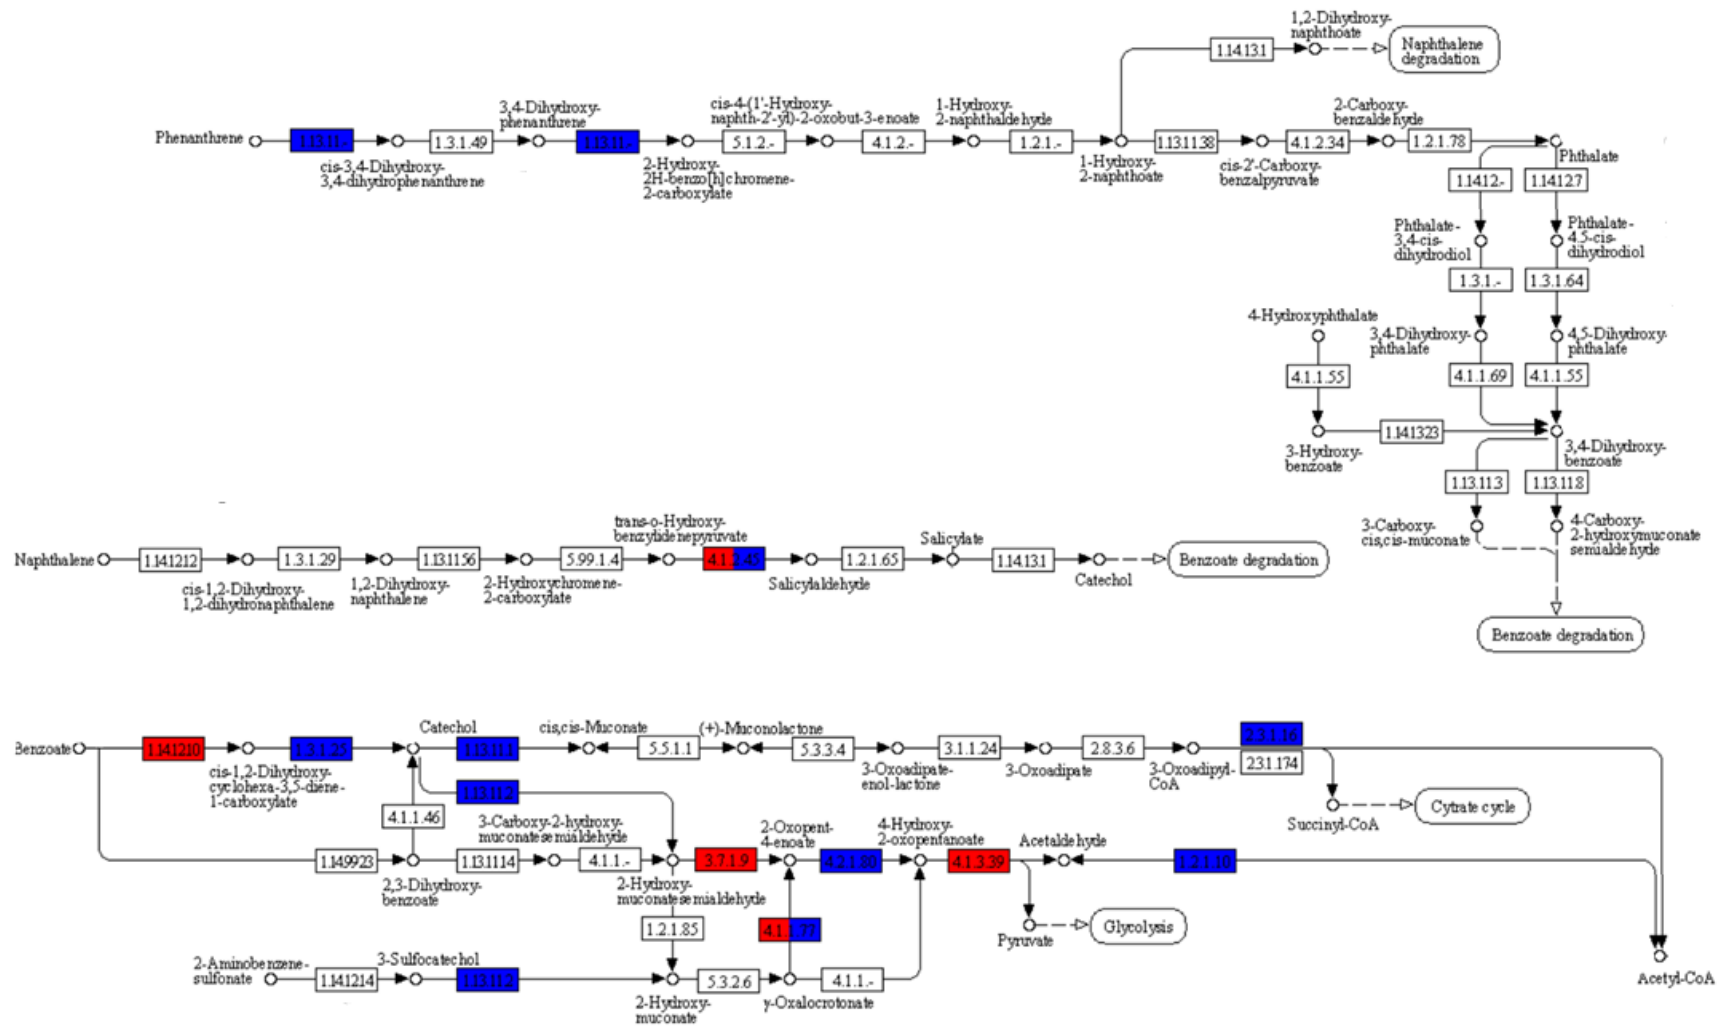 1,2-Dihydroxy-
naphthoate
1.14.13.1
Naphthalene
degradation
Phenanthrene
1.13.11.-
cis-3,4-Dihydroxy-
3,4-dihydrophenanthrene
1.3.1.49
3,4-Dihydroxy-
phenanthrene
1.13.11.-
2-Hydroxy-
2H-benzo[h]chromene-
2-carboxylate
5.1.2.-
cis-4-(1'-Hydroxy-
naphth-2'-yl)-2-oxobut-3-enoate
4.1.2.-
1-Hydroxy-
2-naphthaldehyde
1.2.1.-
1-Hydroxy-
2-naphthoate
1.13.11.38
cis-2'-Carboxy-
benzalpyruvate
4.1.2.34
2-Carboxy-
benzaldehyde
1.2.1.78
Phthalate
1.14.12.-
1.14.12.7
Phthalate-
3,4-cis-
dihydrodiol
Phthalate-
4,5-cis-
dihydrodiol
1.3.1.-
1.3.1.64
4-Hydroxyphthalate
3,4-Dihydroxy-
phthalate
4,5-Dihydroxy-
phthalate
4.1.1.55
4.1.1.69
4.1.1.55
3-Hydroxy-
benzoate
1.14.13.23
3,4-Dihydroxy-
benzoate
1.13.11.3
1.13.11.8
3-Carboxy-
cis,cis-muconate
4-Carboxy-
2-hydroxymuconate
semialdehyde
Benzoate degradation
Naphthalene
1.14.12.12
cis-1,2-Dihydroxy-
1,2-dihydronaphthalene
1.3.1.29
1,2-Dihydroxy-
naphthalene
1.13.11.56
2-Hydroxychromene-
2-carboxylate
5.99.1.4
trans-o-Hydroxy-
benzylidenepyruvate
4.1.2.45
Salicylaldehyde
1.2.1.65
Salicylate
1.14.13.1
Catechol
Benzoate degradation
Benzoate
1.14.12.10
cis-1,2-Dihydroxy-
cyclohexa-3,5-diene-
1-carboxylate
1.3.1.25
Catechol
1.13.11.1
cis,cis-Muconate
5.5.1.1
(+)-Muconolactone
5.3.3.4
3-Oxoadipate-
enol-lactone
3.1.1.24
3-Oxoadipate
2.8.3.6
3-Oxoadipyl-
CoA
2.3.1.16
2.3.1.174
Succinyl-CoA
Cytrate cycle
1.13.11.2
4.1.1.46
1.14.99.23
2,3-Dihydroxy-
benzoate
1.13.11.14
3-Carboxy-2-hydroxy-
muconatesemialdehyde
4.1.1.-
2-Hydroxy-
muconatesemialdehyde
3.7.1.9
2-Oxopent-
4-enoate
4.2.1.80
4-Hydroxy-
2-oxopentanoate
4.1.3.39
Acetaldehyde
1.2.1.10
Pyruvate
Glycolysis
1.2.1.85
4.1.1.77
2-Aminobenzene-
sulfonate
1.14.12.14
3-Sulfocatechol
1.13.11.2
2-Hydroxy-
muconate
5.3.2.6
γ-Oxalocrotonate
4.1.1.-
Acetyl-CoA